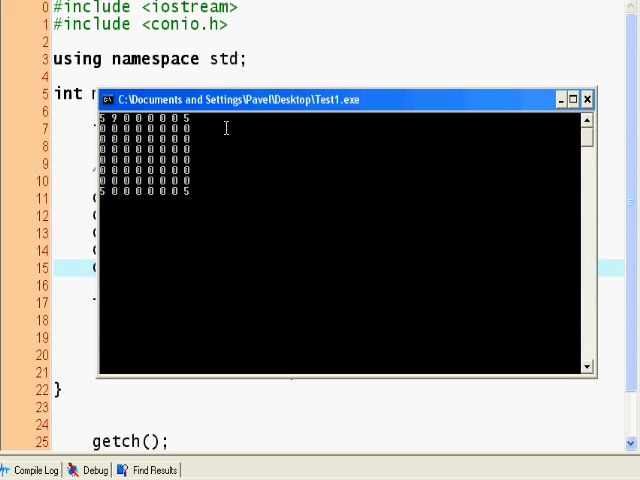 0 #include <iostream>
1 #include <conio.h>
2
3 using namespace std;
4
5 int
6
7
8
9
10
11
12
13
14
15
16
17
18
19
20
21
22 }
23
24
25 getch();
C:\Documents and Settings\Pavel\Desktop\Test1.exe
5 9 0 0 0 0 0 5
0 0 0 0 0 0 0 0
0 0 0 0 0 0 0 0
0 0 0 0 0 0 0 0
0 0 0 0 0 0 0 0
0 0 0 0 0 0 0 0
0 0 0 0 0 0 0 0
5 0 0 0 0 0 0 5
Compile Log Debug Find Results